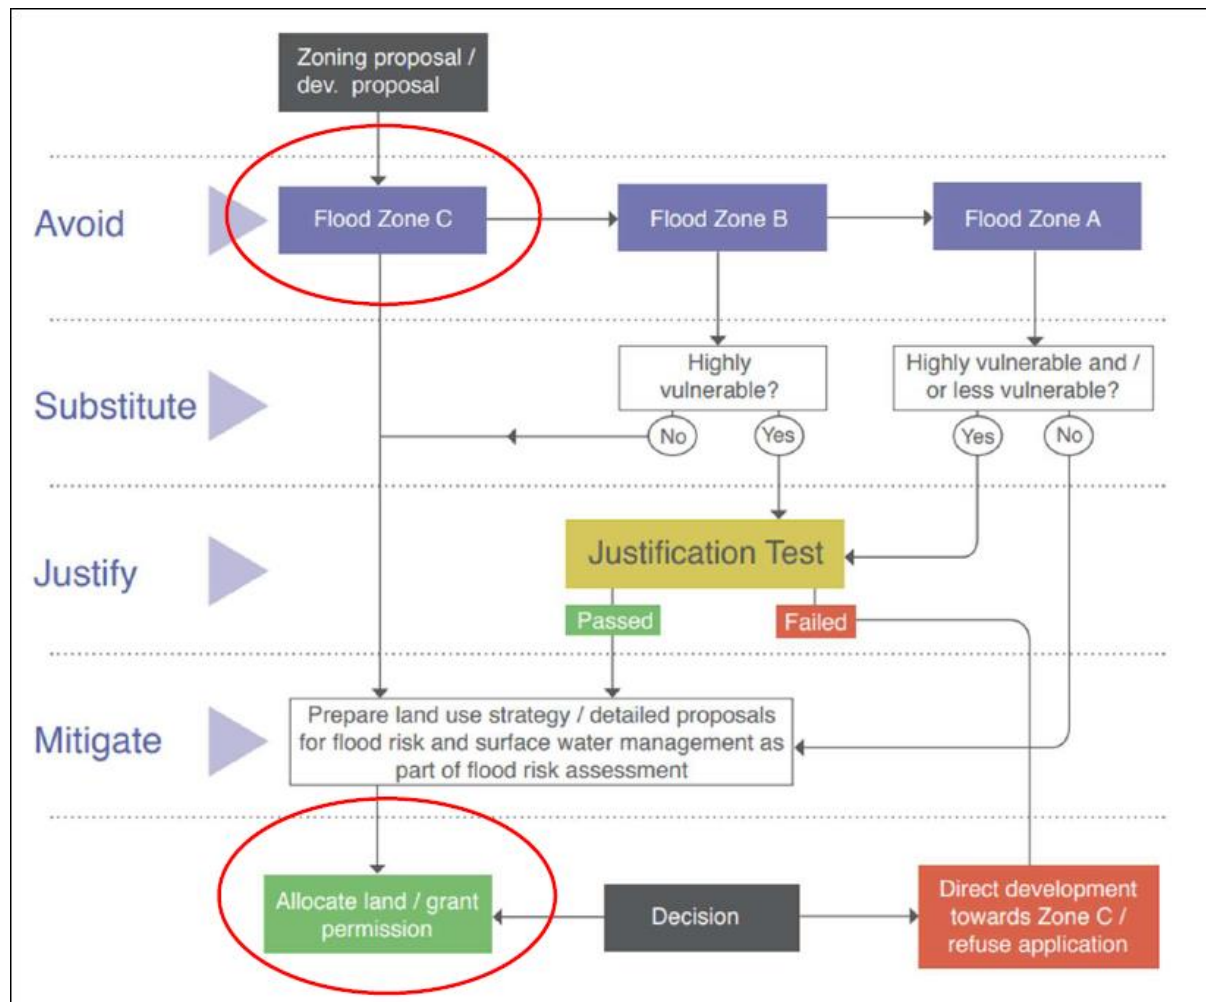 Zoning proposal /
dev. proposal
Avoid
Flood Zone C
Flood Zone B
Flood Zone A
Substitute
Highly
vulnerable?
Highly vulnerable and /
or less vulnerable?
No
Yes
Yes
No
Justify
Justification Test
Passed
Failed
Mitigate
Prepare land use strategy / detailed proposals
for flood risk and surface water management as
part of flood risk assessment
Allocate land / grant
permission
Decision
Direct development
towards Zone C /
refuse application